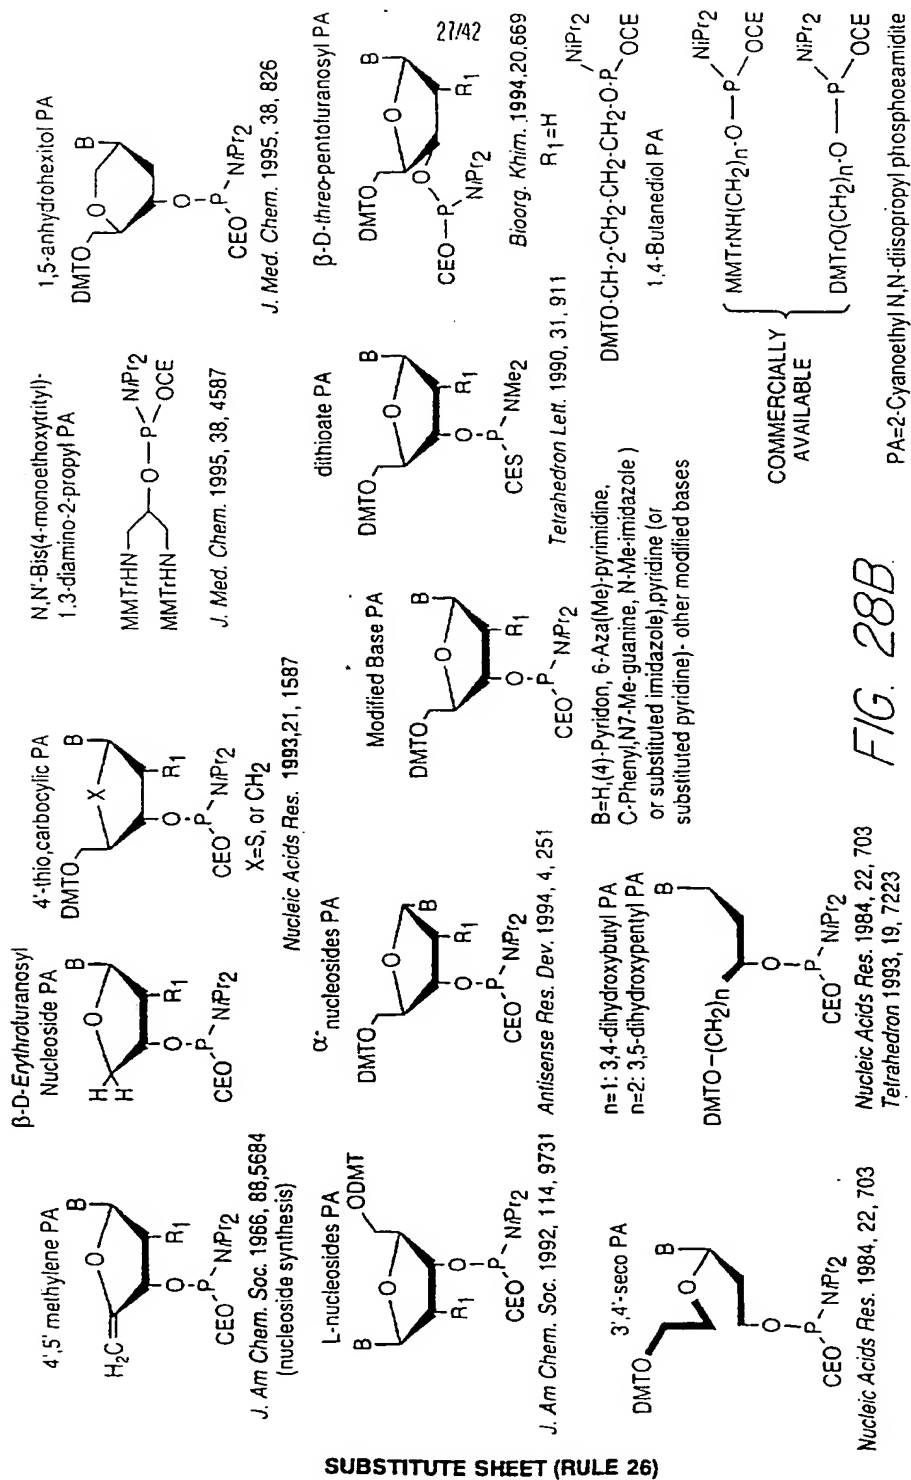 27/42
4',5' methylene PA
H2C
O
B
R1
O
P
CEO
NiPr2
J. Am Chem. Soc. 1966, 88,5684
(nucleoside synthesis)
β-D-Erythrofuranosyl
Nucleoside PA
H
H
O
B
R1
O
P
CEO
NiPr2
4'-thio,carbocylic PA
DMTO
X
B
R1
O
P
CEO
NiPr2
X=S, or CH2
Nucleic Acids Res. 1993,21, 1587
N,N'-Bis(4-monoethoxytrityl)-
1,3-diamino-2-propyl PA
MMTrHN
MMTrHN
O
P
NiPr2
OCE
J. Med. Chem. 1995, 38, 4587
1,5-anhydrohexitol PA
DMTO
O
B
O
P
CEO
NiPr2
J. Med. Chem. 1995, 38, 826
L-nucleosides PA
ODMT
B
O
R1
O
P
CEO
NiPr2
J. Am Chem. Soc. 1992, 114, 9731
α-nucleosides PA
DMTO
O
B
R1
O
P
CEO
NiPr2
Antisense Res. Dev. 1994, 4, 251
Modified Base PA
DMTO
O
B
R1
O
P
CEO
NiPr2
B=H,(4)-Pyridon, 6-Aza(Me)-pyrimidine,
C-Phenyl,N7-Me-guanine, N-Me-imidazole )
or substituted imidazole),pyridine (or
substituted pyridine)- other modified bases
dithioate PA
DMTO
O
B
R1
O
P
CES
NMe2
Tetrahedron Lett. 1990, 31, 911
β-D-threo-pentofuranosyl PA
DMTO
O
B
R1
O
P
CEO
NiPr2
Bioorg. Khim. 1994,20,669
R1=H
3',4'-seco PA
DMTO
O
B
O
P
CEO
NiPr2
Nucleic Acids Res. 1984, 22, 703
n=1: 3,4-dihydroxybutyl PA
n=2: 3,5-dihydroxypentyl PA
DMTO-(CH2)n
B
O
P
CEO
NiPr2
Nucleic Acids Res. 1984, 22, 703
Tetrahedron 1993, 19, 7223
DMTO-CH2-CH2-CH2-CH2-O-P
NiPr2
OCE
1,4-Butanediol PA
COMMERCIALLY
AVAILABLE
MMTrNH(CH2)n-O-P
NiPr2
OCE
DMTrO(CH2)n-O-P
NiPr2
OCE
PA=2-Cyanoethyl N,N-diisopropyl phosphoeamidite
FIG. 28B.
SUBSTITUTE SHEET (RULE 26)